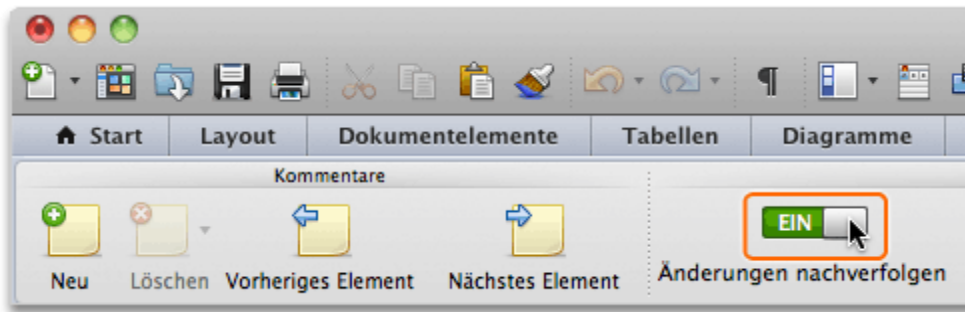 Start Layout Dokumentelemente Tabellen Diagramme
Kommentare
EIN
Neu Löschen Vorheriges Element Nächstes Element Änderungen nachverfolgen